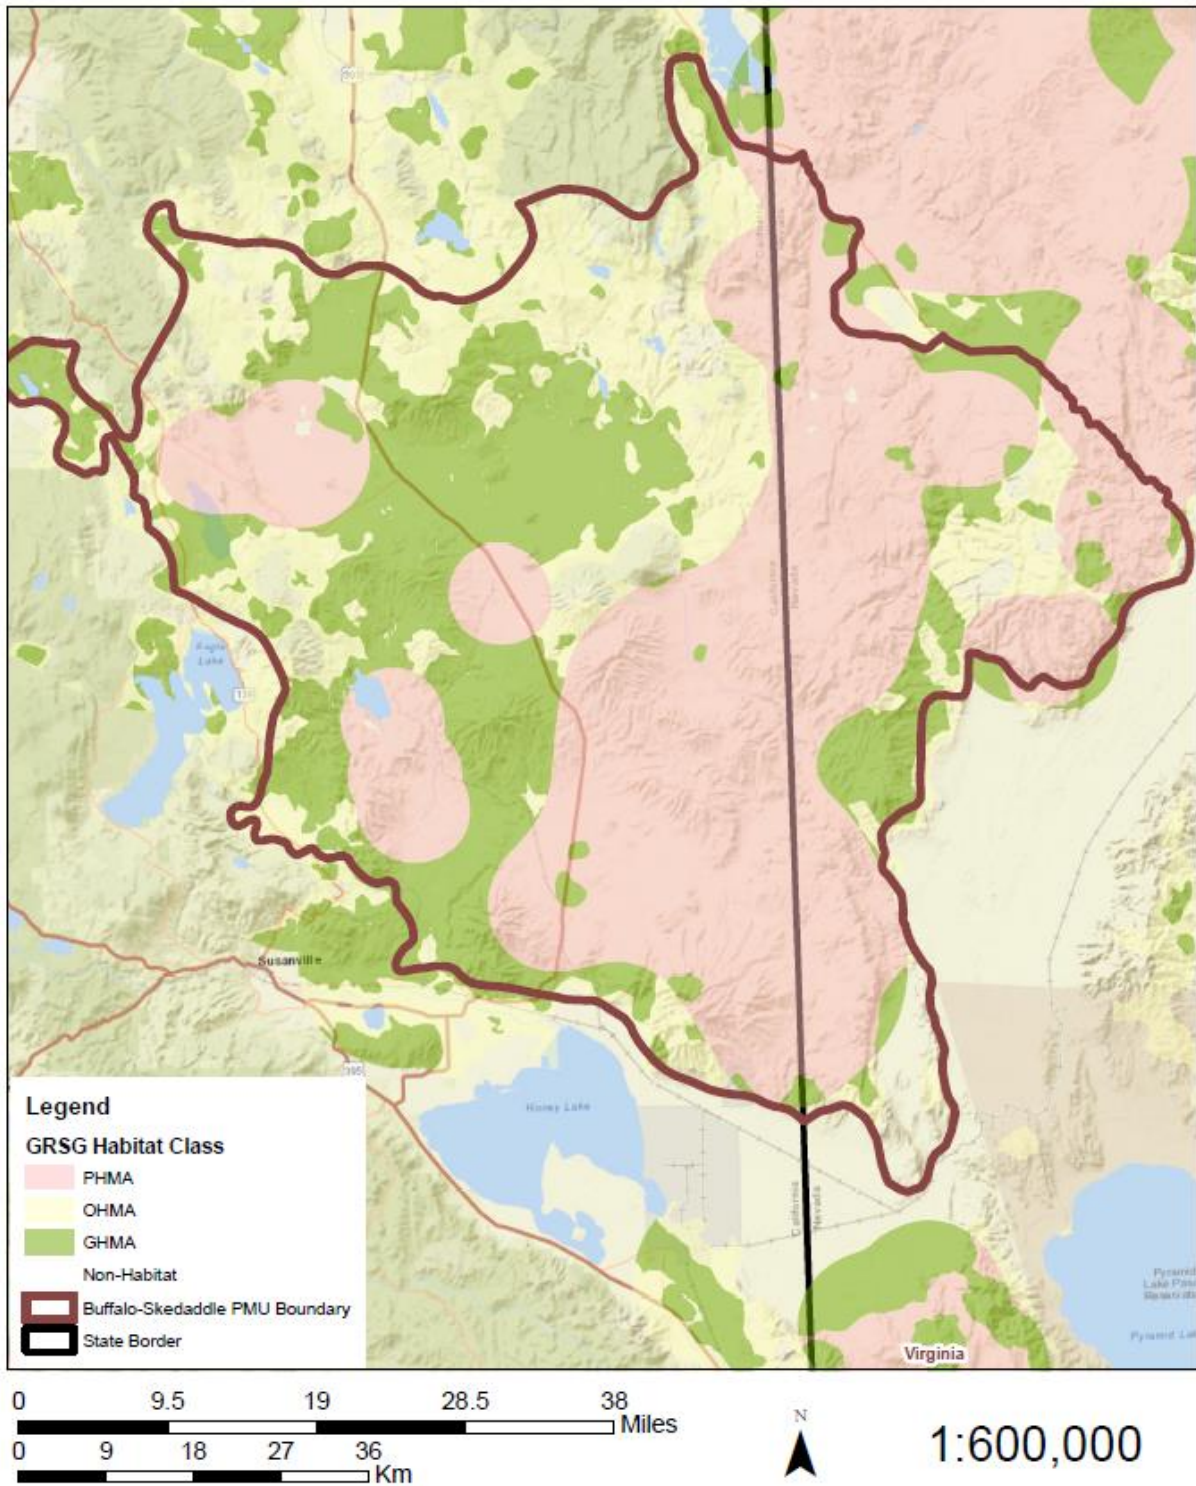 Eagle
Lake
Susanville
395
Honey Lake
California
Nevada
Pyramid
Virginia
Legend
GRSG Habitat Class
PHMA
OHMA
GHMA
Non-Habitat
Buffalo-Skedaddle PMU Boundary
State Border
0 9.5 19 28.5 38
Miles
0 9 18 27 36
Km
N
1:600,000